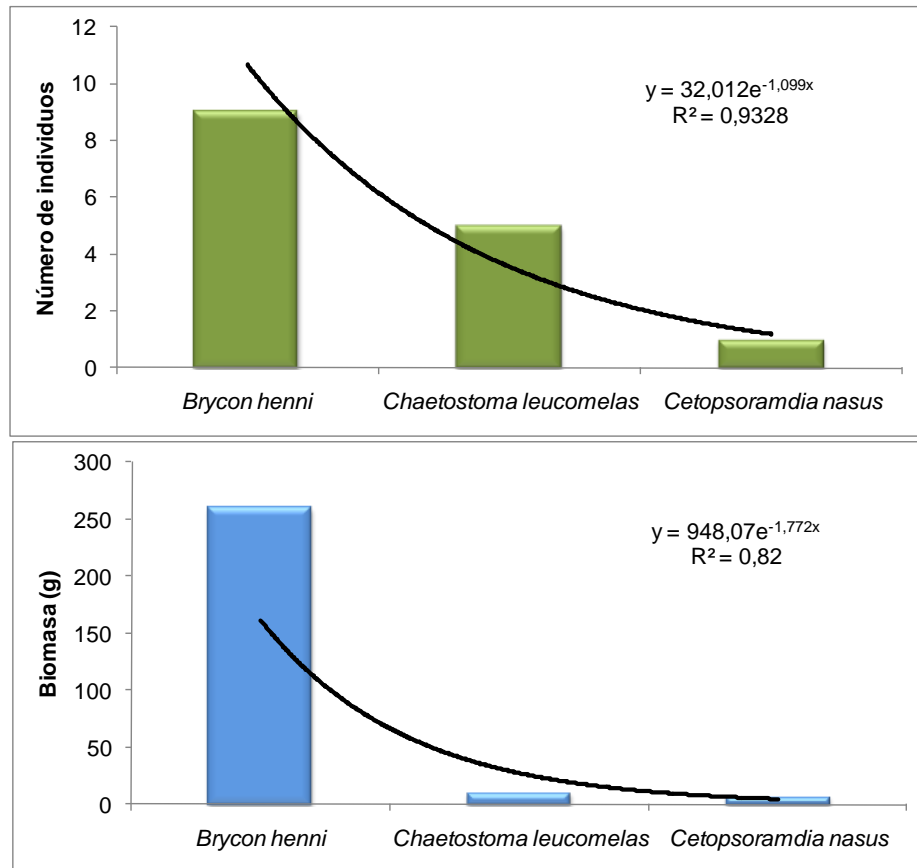 12
10
8
6
4
2
0
Número de individuos
y = 32,012e-1,099x
R² = 0,9328
Brycon henni Chaetostoma leucomelas Cetopsoramdia nasus
300
250
200
150
100
50
0
Biomasa (g)
y = 948,07e-1,772x
R² = 0,82
Brycon henni Chaetostoma leucomelas Cetopsoramdia nasus